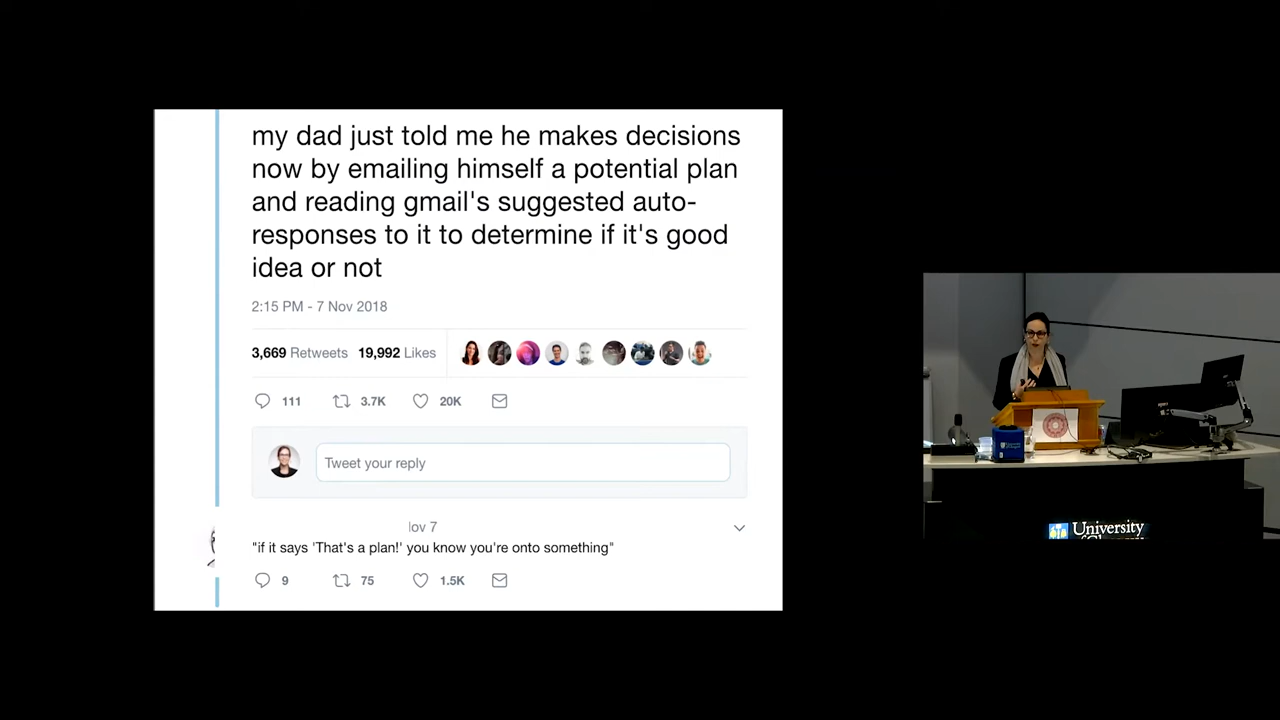 my dad just told me he makes decisions
now by emailing himself a potential plan
and reading gmail's suggested auto-
responses to it to determine if it's good
idea or not
2:15 PM - 7 Nov 2018
3,669 Retweets 19,992 Likes
111 3.7K 20K
Tweet your reply
Nov 7
"if it says 'That's a plan!' you know you're onto something"
9 75 1.5K
University
of Glasgow